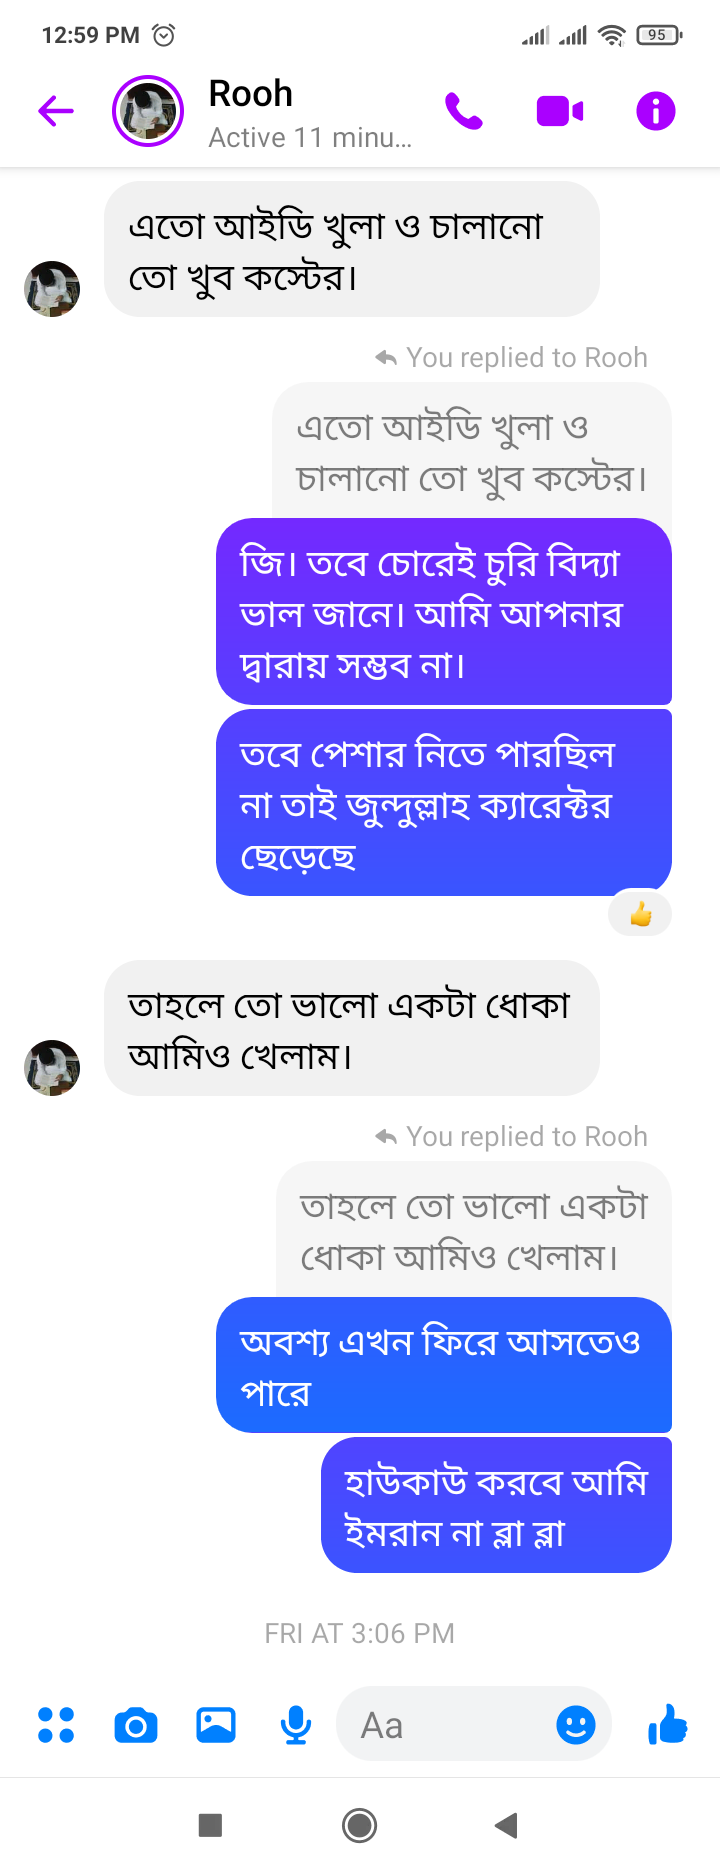 12:59 PM
95
Rooh
Active 11 minu...
এতো আইডি খুলা ও চালানো
তো খুব কস্টের।
You replied to Rooh
এতো আইডি খুলা ও
চালানো তো খুব কস্টের।
জি। তবে চোরেই চুরি বিদ্যা
ভাল জানে। আমি আপনার
দ্বারায় সম্ভব না।
তবে পেশার নিতে পারছিল
না তাই জুন্দুল্লাহ ক্যারেক্টর
ছেড়েছে
তাহলে তো ভালো একটা ধোকা
আমিও খেলাম।
You replied to Rooh
তাহলে তো ভালো একটা
ধোকা আমিও খেলাম।
অবশ্য এখন ফিরে আসতেও
পারে
হাউকাউ করবে আমি
ইমরান না ব্লা ব্লা
FRI AT 3:06 PM
Aa